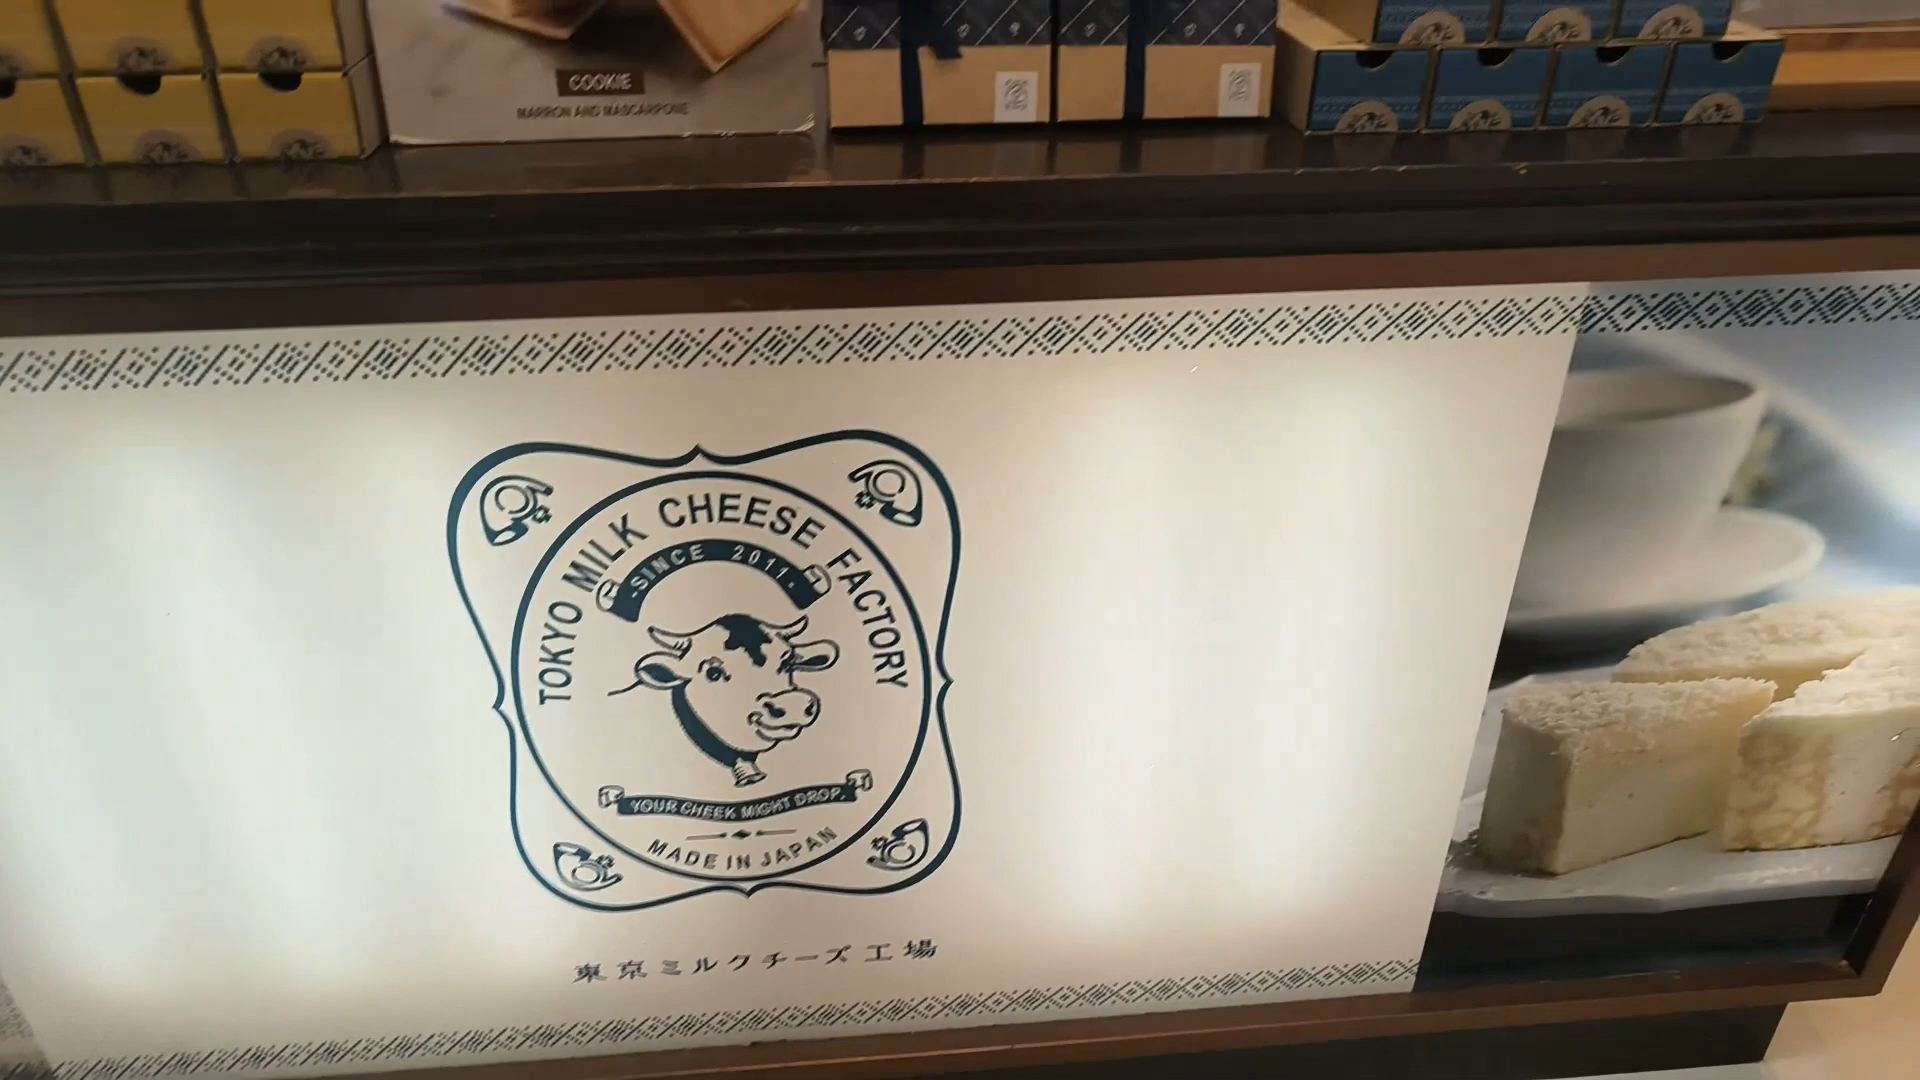 COOKIE
MARRON AND MASCARPONE
TOKYO MILK CHEESE FACTORY
-SINCE 2011-
YOUR CHEEK MIGHT DROP.
MADE IN JAPAN
東京ミルクチーズ工場